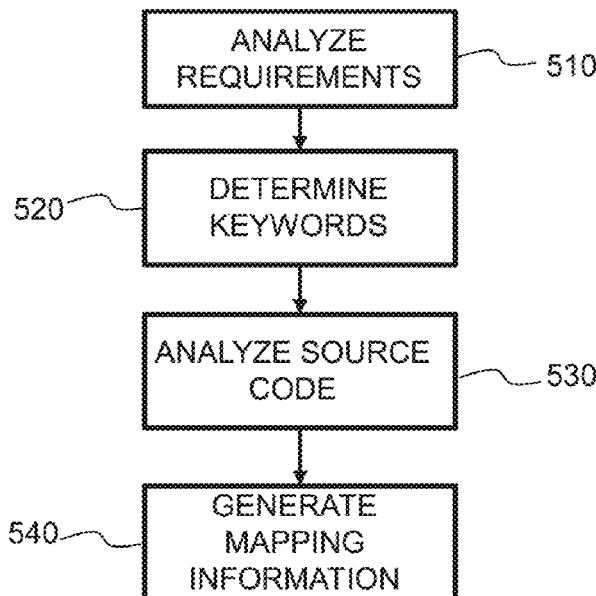 ANALYZE
REQUIREMENTS
510
DETERMINE
KEYWORDS
520
ANALYZE SOURCE
CODE
530
GENERATE
MAPPING
INFORMATION
540